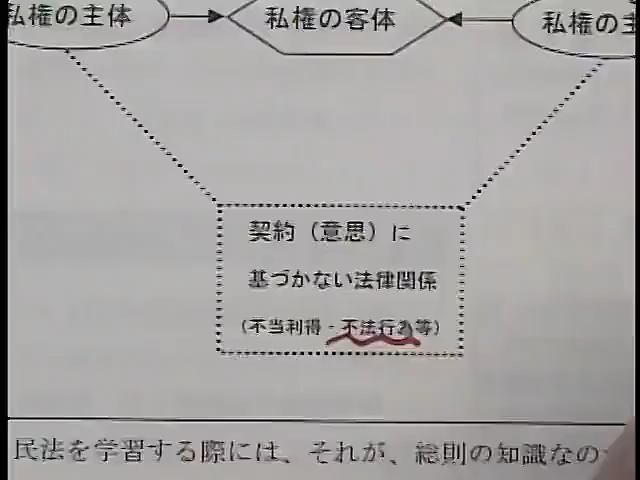 私権の主体
私権の客体
私権の主
契約（意思）に
基づかない法律関係
（不当利得・不法行為等）
民法を学習する際には、それが、総則の知識なの